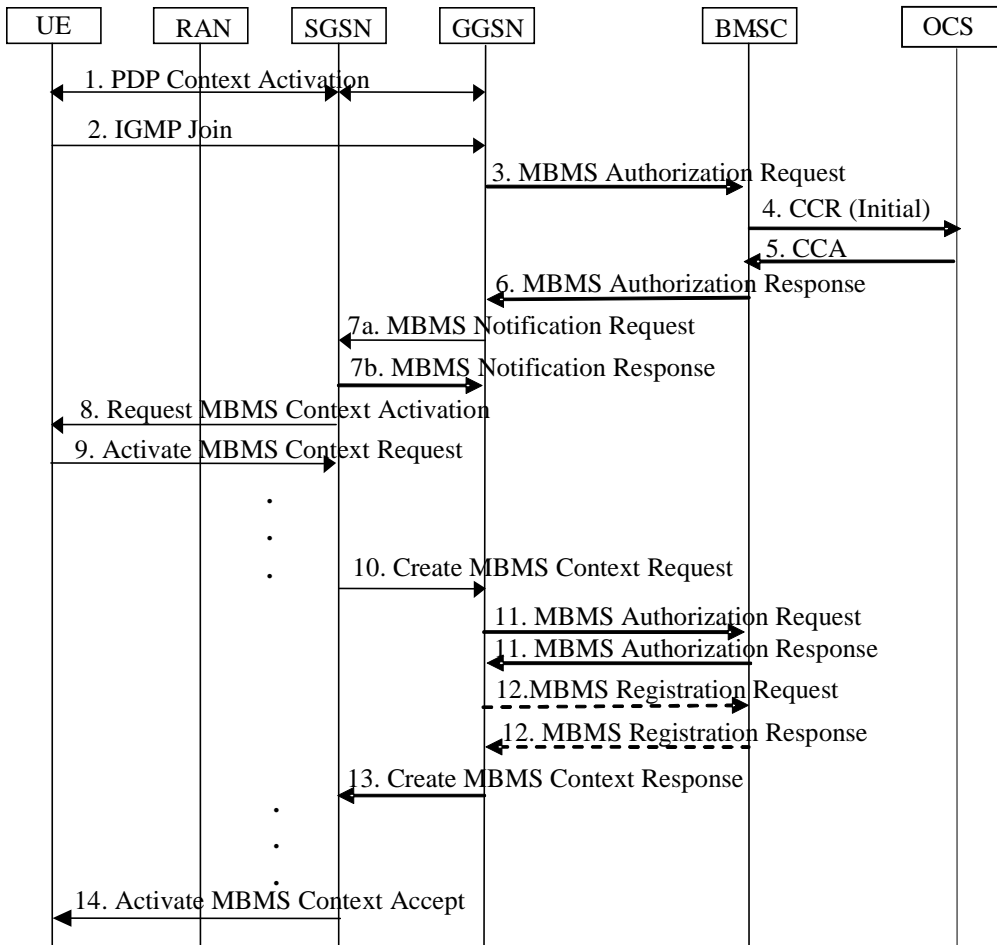 UE RAN SGSN GGSN BMSC OCS
1. PDP Context Activation
2. IGMP Join
3. MBMS Authorization Request
4. CCR (Initial)
5. CCA
6. MBMS Authorization Response
7a. MBMS Notification Request
7b. MBMS Notification Response
8. Request MBMS Context Activation
9. Activate MBMS Context Request
.
.
.
10. Create MBMS Context Request
11. MBMS Authorization Request
11. MBMS Authorization Response
12.MBMS Registration Request
12. MBMS Registration Response
13. Create MBMS Context Response
.
.
.
14. Activate MBMS Context Accept